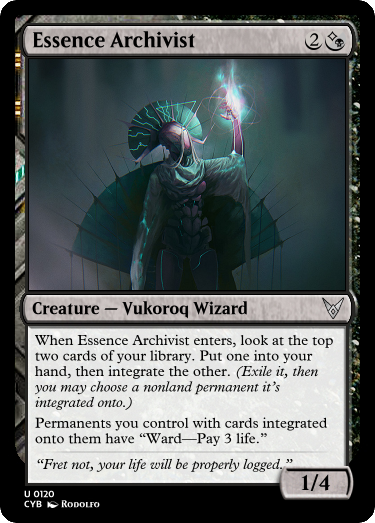 Essence Archivist 2
Creature — Vukoroq Wizard
When Essence Archivist enters, look at the top
two cards of your library. Put one into your
hand, then integrate the other. (Exile it, then
you may choose a nonland permanent it's
integrated onto.)
Permanents you control with cards integrated
onto them have “Ward—Pay 3 life.”
“Fret not, your life will be properly logged.”
1/4
U 0120
CYB RODOLFO